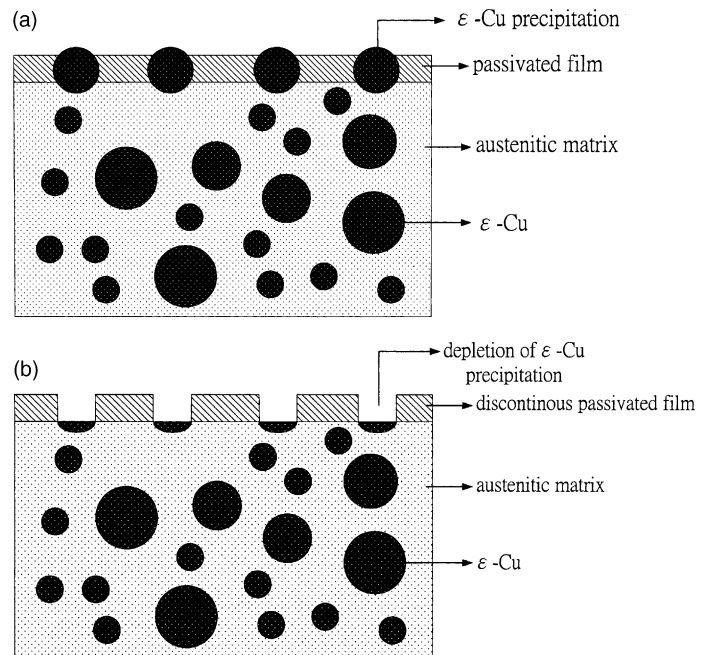 (a)
ε -Cu precipitation
passivated film
austenitic matrix
ε -Cu
(b)
depletion of ε -Cu
precipitation
discontinous passivated film
austenitic matrix
ε -Cu